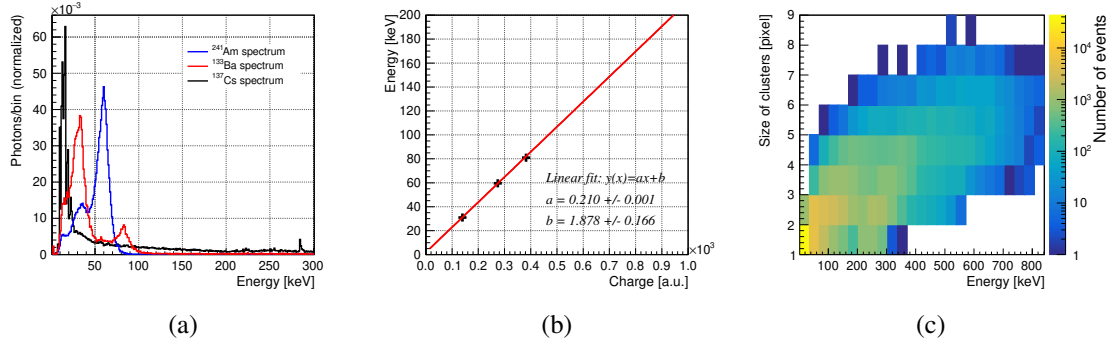 ×10⁻³
Photons/bin (normalized)
60
50
40
30
20
10
0
²⁴¹Am spectrum
¹³³Ba spectrum
¹³⁷Cs spectrum
50 100 150 200 250 300
Energy [keV]
(a)
Energy [keV]
200
180
160
140
120
100
80
60
40
20
0
Linear fit: y(x)=ax+b
a = 0.210 +/- 0.001
b = 1.878 +/- 0.166
0.0 0.1 0.2 0.3 0.4 0.5 0.6 0.7 0.8 0.9 1.0
×10³
Charge [a.u.]
(b)
Size of clusters [pixel]
9
8
7
6
5
4
3
2
1
100 200 300 400 500 600 700 800
Energy [keV]
10⁴
10³
10²
10
1
Number of events
(c)